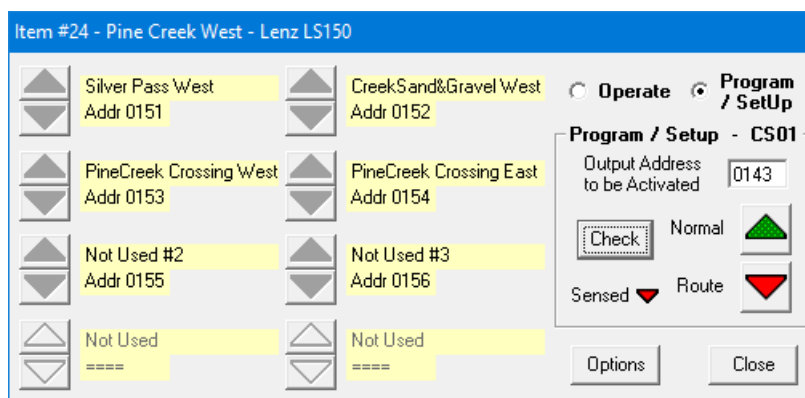 Item #24 - Pine Creek West - Lenz LS150
Silver Pass West
Addr 0151
CreekSand&Gravel West
Addr 0152
PineCreek Crossing West
Addr 0153
PineCreek Crossing East
Addr 0154
Not Used #2
Addr 0155
Not Used #3
Addr 0156
Not Used
====
Not Used
====
Operate
Program
/ SetUp
Program / Setup - CS01
Output Address
to be Activated
0143
Check
Normal
Sensed
Route
Options
Close